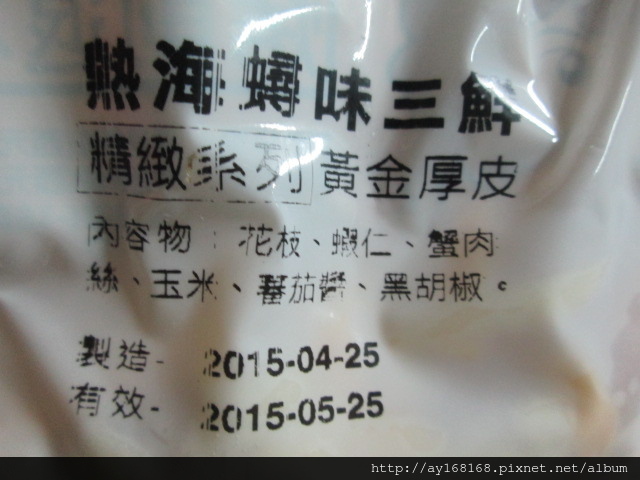 熱海蟳味三鮮
精緻系列 黃金厚皮
內容物：花枝、蝦仁、蟹肉
絲、玉米、蕃茄醬、黑胡椒。
製造- 2015-04-25
有效- 2015-05-25
http://ay168168.pixnet.net/album